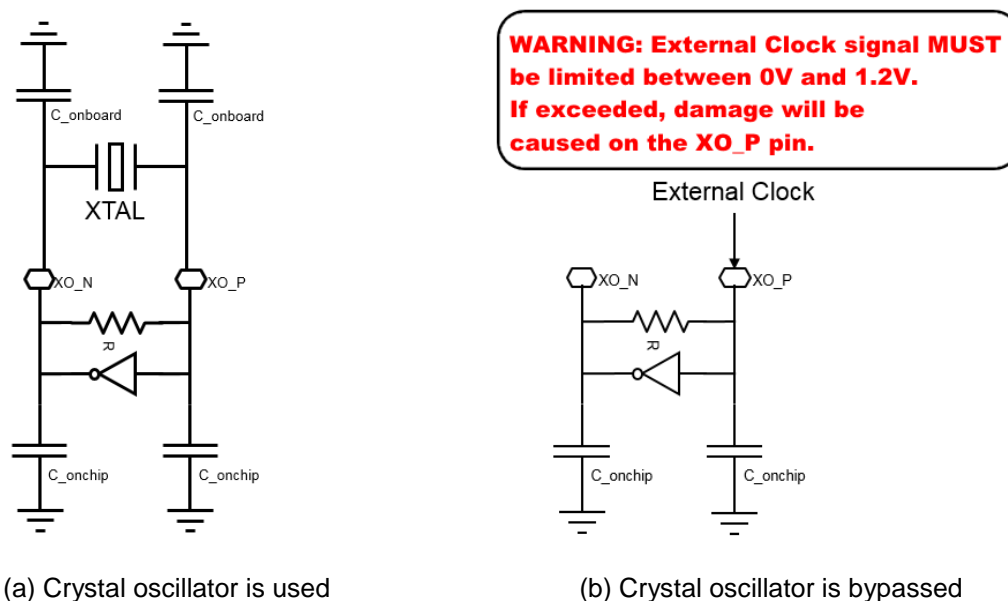 WARNING: External Clock signal MUST
be limited between 0V and 1.2V.
If exceeded, damage will be
caused on the XO_P pin.
C_onboard
C_onboard
XTAL
External Clock
XO_N
XO_P
XO_N
XO_P
R
R
C_onchip
C_onchip
C_onchip
C_onchip
(a) Crystal oscillator is used
(b) Crystal oscillator is bypassed